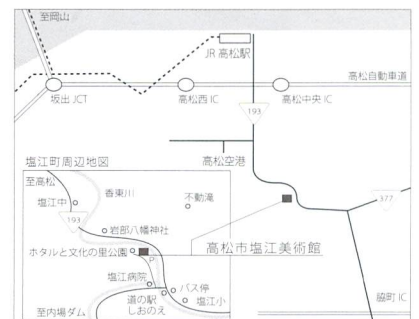 至岡山
JR 高松駅
高松自動車道
坂出 JCT
高松西 IC
高松中央 IC
193
高松空港
塩江町周辺地図
至高松
香東川
不動滝
塩江中
193
377
岩部八幡神社
ホタルと文化の里公園
P
高松市塩江美術館
塩江病院
バス停
道の駅
しおのえ
塩江小
脇町 IC
至内場ダム